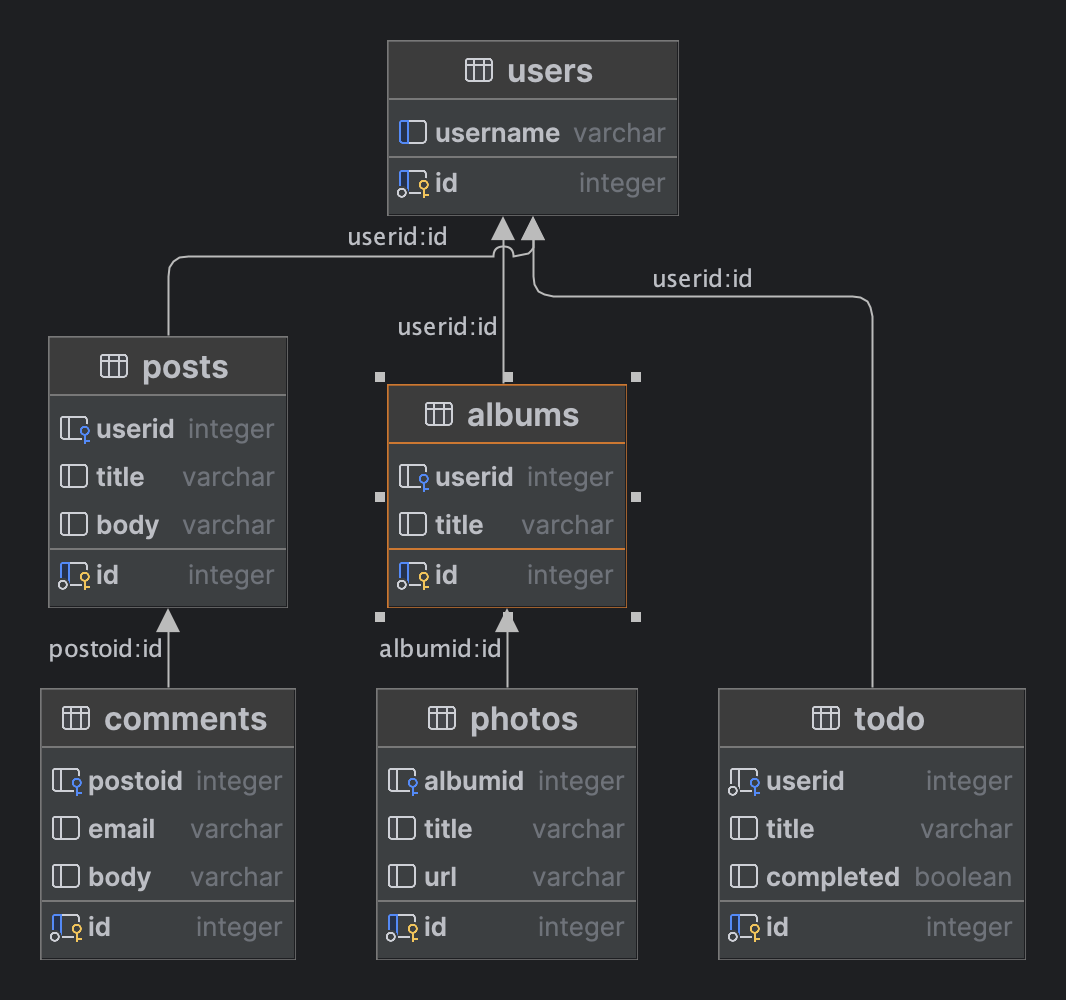 users
username varchar
id integer
userid:id
userid:id
userid:id
posts
userid integer
title varchar
body varchar
id integer
albums
userid integer
title varchar
id integer
postoid:id
albumid:id
comments
postoid integer
email varchar
body varchar
id integer
photos
albumid integer
title varchar
url varchar
id integer
todo
userid integer
title varchar
completed boolean
id integer